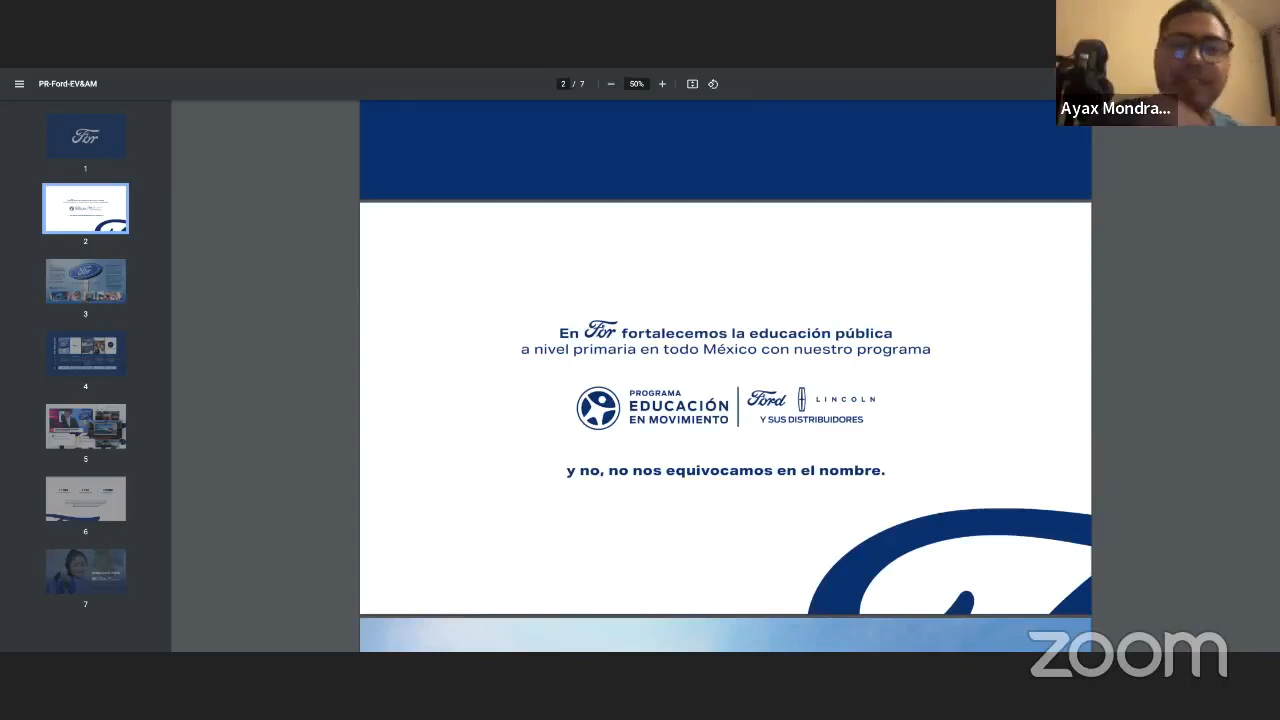 PR-Ford-EV&AM
2 / 7
50%
Ayax Mondra...
For
1
2
3
4
5
6
7
En For fortalecemos la educación pública
a nivel primaria en todo México con nuestro programa
PROGRAMA
EDUCACIÓN
EN MOVIMIENTO
Ford LINCOLN
Y SUS DISTRIBUIDORES
y no, no nos equivocamos en el nombre.
zoom